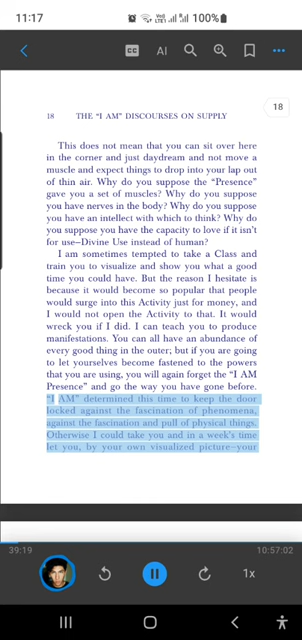 11:17
Vo))
LTE1
100%
CC
AI
18
18 THE “I AM” DISCOURSES ON SUPPLY
This does not mean that you can sit over here
in the corner and just daydream and not move a
muscle and expect things to drop into your lap out
of thin air. Why do you suppose the “Presence”
gave you a set of muscles? Why do you suppose
you have nerves in the body? Why do you suppose
you have an intellect with which to think? Why do
you suppose you have the capacity to love if it isn’t
for use—Divine Use instead of human?
I am sometimes tempted to take a Class and
train you to visualize and show you what a good
time you could have. But the reason I hesitate is
because it would become so popular that people
would surge into this Activity just for money, and
I would not open the Activity to that. It would
wreck you if I did. I can teach you to produce
manifestations. You can all have an abundance of
every good thing in the outer; but if you are going
to let yourselves become fastened to the powers
that you are using, you will again forget the “I AM
Presence” and go the way you have gone before.
“I AM” determined this time to keep the door
locked against the fascination of phenomena,
against the fascination and pull of physical things.
Otherwise I could take you and in a week’s time
let you, by your own visualized picture—your
39:19
10:57:02
1x